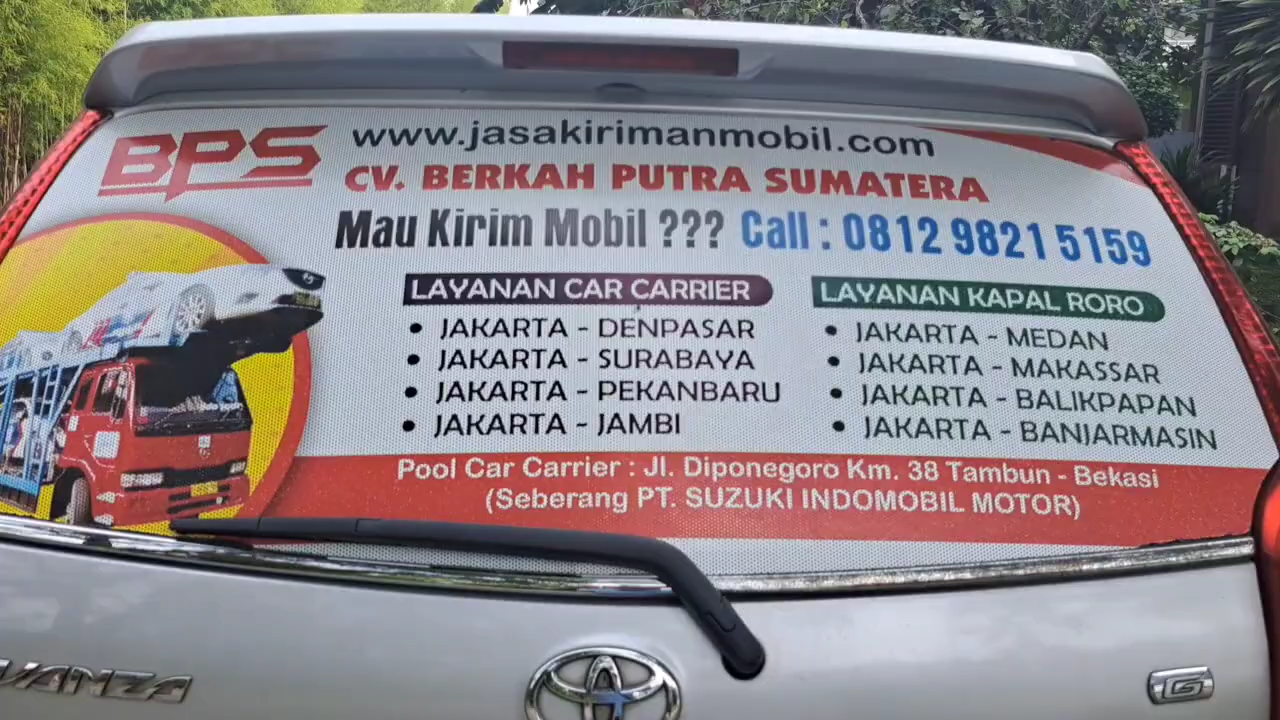 BPS
www.jasakirimanmobil.com
CV. BERKAH PUTRA SUMATERA
Mau Kirim Mobil ??? Call : 0812 9821 5159
LAYANAN CAR CARRIER
• JAKARTA - DENPASAR
• JAKARTA - SURABAYA
• JAKARTA - PEKANBARU
• JAKARTA - JAMBI
LAYANAN KAPAL RORO
• JAKARTA - MEDAN
• JAKARTA - MAKASSAR
• JAKARTA - BALIKPAPAN
• JAKARTA - BANJARMASIN
Pool Car Carrier : Jl. Diponegoro Km. 38 Tambun - Bekasi
(Seberang PT. SUZUKI INDOMOBIL MOTOR)
VANZA
G